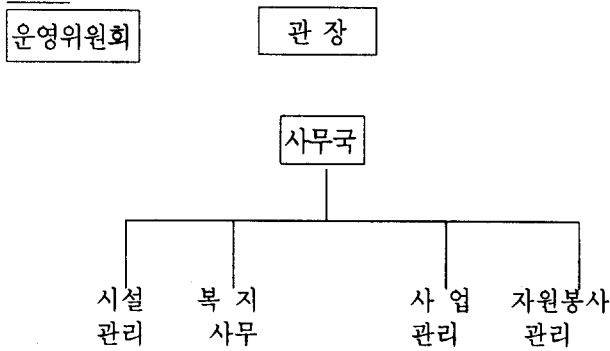 운영위원회
관 장
사무국
시설 복 지 사 업 자원봉사
관리 사무 관리 관리